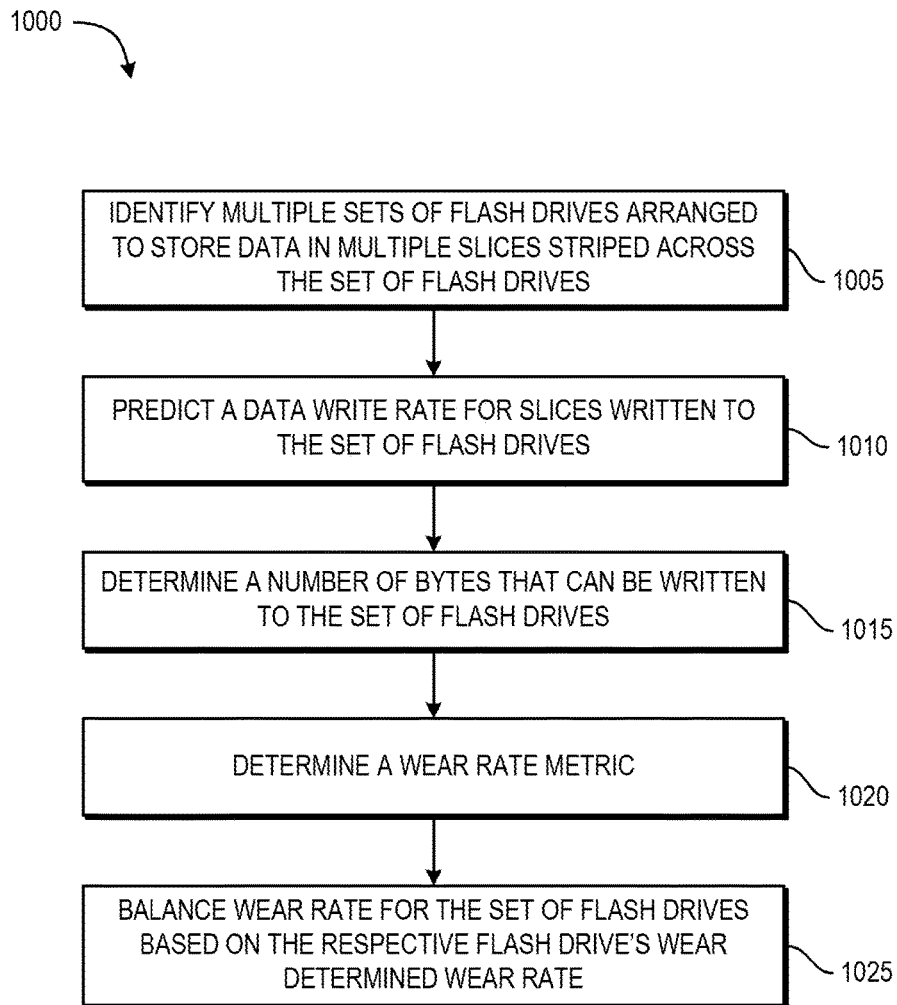 1000
IDENTIFY MULTIPLE SETS OF FLASH DRIVES ARRANGED
TO STORE DATA IN MULTIPLE SLICES STRIPED ACROSS
THE SET OF FLASH DRIVES
1005
PREDICT A DATA WRITE RATE FOR SLICES WRITTEN TO
THE SET OF FLASH DRIVES
1010
DETERMINE A NUMBER OF BYTES THAT CAN BE WRITTEN
TO THE SET OF FLASH DRIVES
1015
DETERMINE A WEAR RATE METRIC
1020
BALANCE WEAR RATE FOR THE SET OF FLASH DRIVES
BASED ON THE RESPECTIVE FLASH DRIVE'S WEAR
DETERMINED WEAR RATE
1025